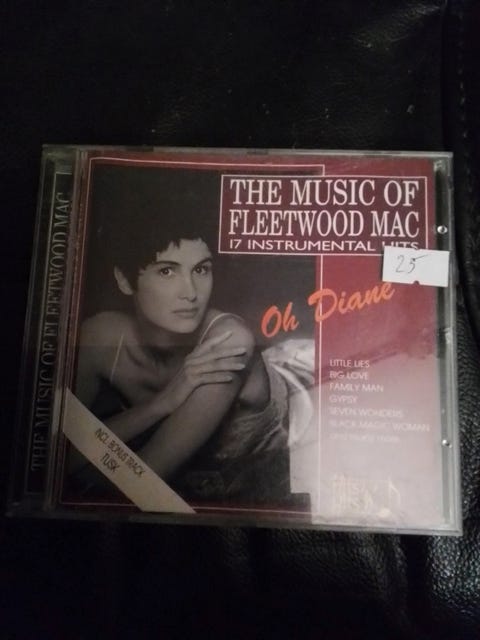 THE MUSIC OF FLEETWOOD MAC
THE MUSIC OF
FLEETWOOD MAC
17 INSTRUMENTAL HITS
25
Oh Diane
LITTLE LIES
BIG LOVE
FAMILY MAN
GYPSY
SEVEN WONDERS
BLACK MAGIC WOMAN
INCL. BONUS TRACK
TUSK